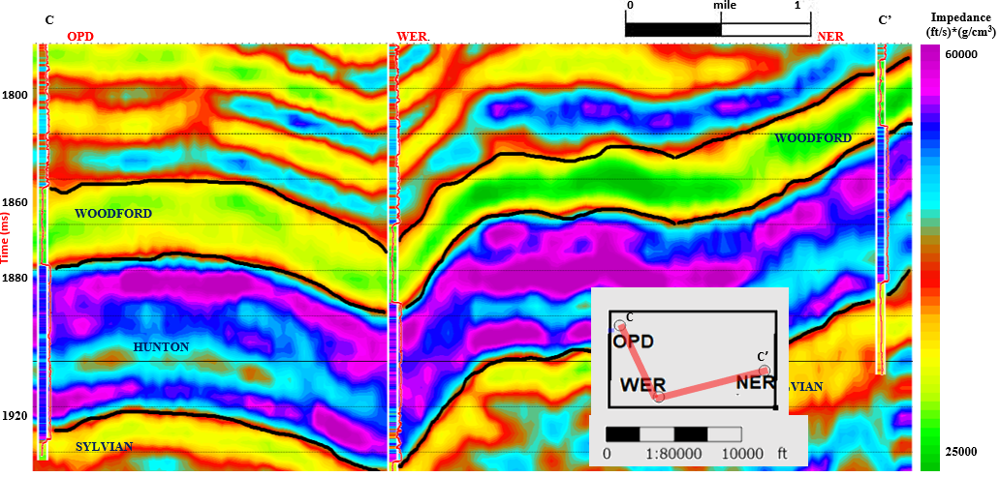 0 mile 1
C
C'
OPD
WER.
NER
Impedance
(ft/s)*(g/cm³)
60000
1800
WOODFORD
1860
WOODFORD
Time (ms)
1880
HUNTON
C
OPD
C'
WER
NER
VIAN
1920
SYLVIAN
0 1:80000 10000 ft
25000